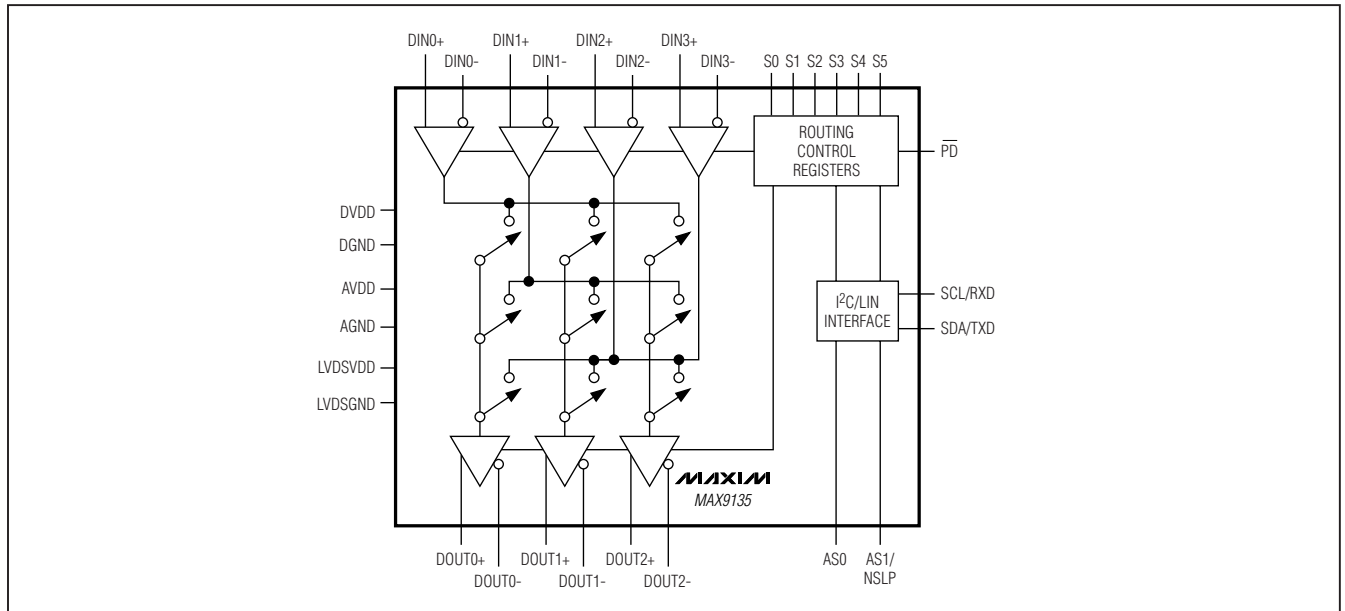 DIN0+ DIN1+ DIN2+ DIN3+
DIN0- DIN1- DIN2- DIN3- S0 S1 S2 S3 S4 S5
ROUTING
CONTROL
REGISTERS
PD
DVDD
DGND
AVDD
AGND
LVDSVDD
LVDSGND
I2C/LIN
INTERFACE
SCL/RXD
SDA/TXD
MAXIM
MAX9135
DOUT0+ DOUT1+ DOUT2+ AS0 AS1/
DOUT0- DOUT1- DOUT2- NSLP